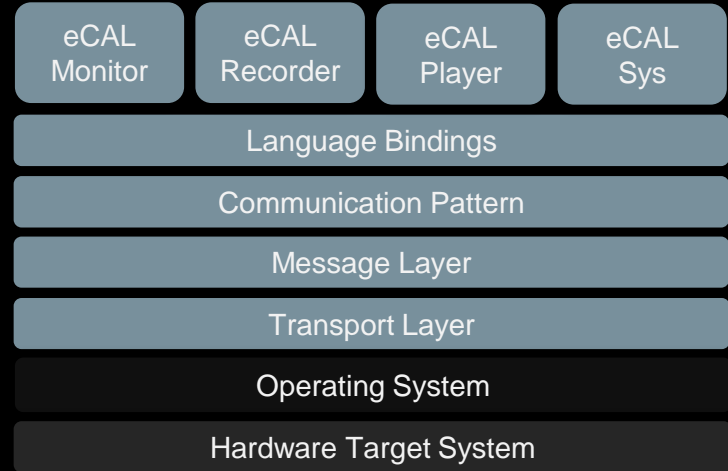 eCAL
Monitor
eCAL
Recorder
eCAL
Player
eCAL
Sys
Language Bindings
Communication Pattern
Message Layer
Transport Layer
Operating System
Hardware Target System